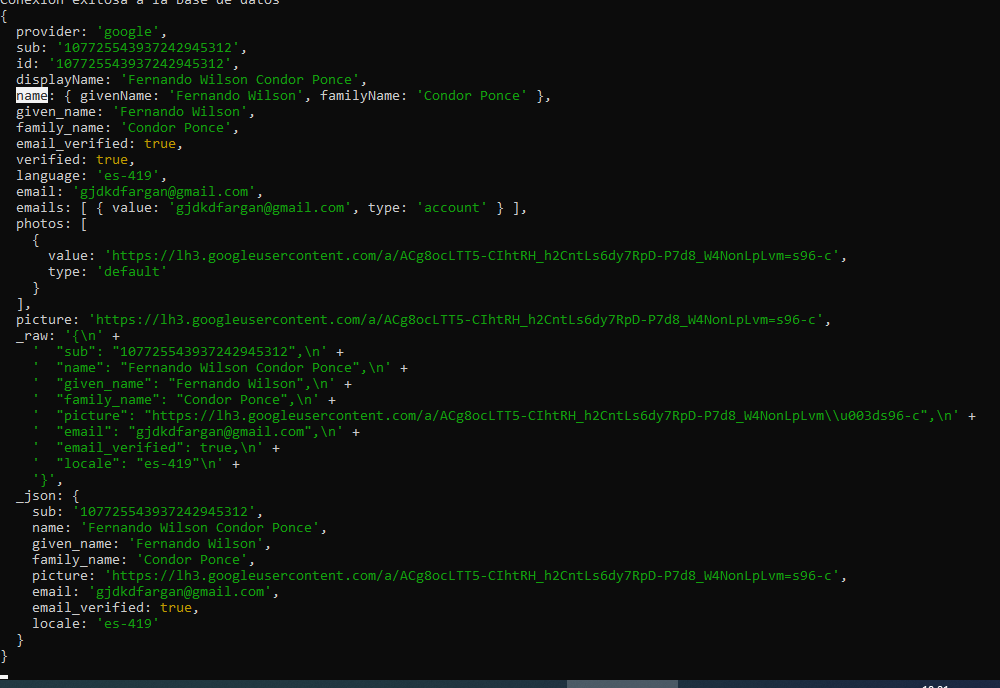 Conexión exitosa a la base de datos
{
  provider: 'google',
  sub: '107725543937242945312',
  id: '107725543937242945312',
  displayName: 'Fernando Wilson Condor Ponce',
  name: { givenName: 'Fernando Wilson', familyName: 'Condor Ponce' },
  given_name: 'Fernando Wilson',
  family_name: 'Condor Ponce',
  email_verified: true,
  verified: true,
  language: 'es-419',
  email: 'gjdkdfargan@gmail.com',
  emails: [ { value: 'gjdkdfargan@gmail.com', type: 'account' } ],
  photos: [
    {
      value: 'https://lh3.googleusercontent.com/a/ACg8ocLTT5-CIhtRH_h2CntLs6dy7RpD-P7d8_W4NonLpLvm=s96-c',
      type: 'default'
    }
  ],
  picture: 'https://lh3.googleusercontent.com/a/ACg8ocLTT5-CIhtRH_h2CntLs6dy7RpD-P7d8_W4NonLpLvm=s96-c',
  _raw: '{\n' +
    '  "sub": "107725543937242945312",\n' +
    '  "name": "Fernando Wilson Condor Ponce",\n' +
    '  "given_name": "Fernando Wilson",\n' +
    '  "family_name": "Condor Ponce",\n' +
    '  "picture": "https://lh3.googleusercontent.com/a/ACg8ocLTT5-CIhtRH_h2CntLs6dy7RpD-P7d8_W4NonLpLvm\\u003ds96-c",\n' +
    '  "email": "gjdkdfargan@gmail.com",\n' +
    '  "email_verified": true,\n' +
    '  "locale": "es-419"\n' +
    '}',
  _json: {
    sub: '107725543937242945312',
    name: 'Fernando Wilson Condor Ponce',
    given_name: 'Fernando Wilson',
    family_name: 'Condor Ponce',
    picture: 'https://lh3.googleusercontent.com/a/ACg8ocLTT5-CIhtRH_h2CntLs6dy7RpD-P7d8_W4NonLpLvm=s96-c',
    email: 'gjdkdfargan@gmail.com',
    email_verified: true,
    locale: 'es-419'
  }
}